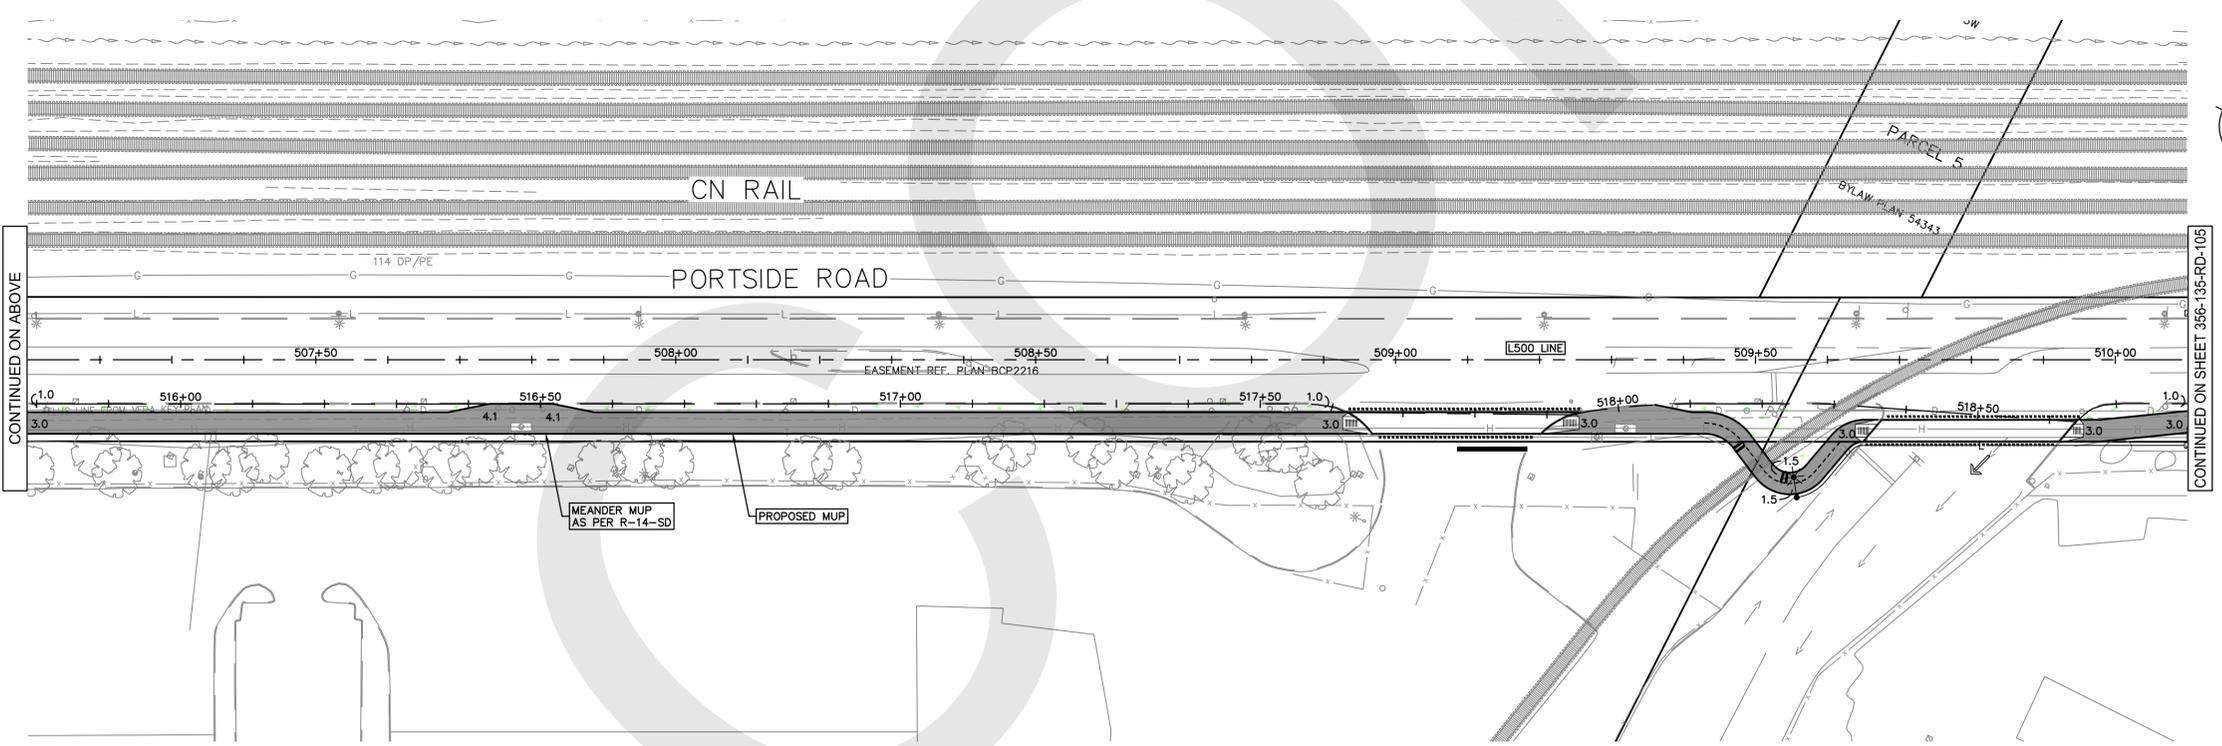 SW
PARCEL 5
BYLAW PLAN 54343
CN RAIL
114 DP/PE
PORTSIDE ROAD
G G G G G G G G G
L L L L L
CONTINUED ON ABOVE
CONTINUED ON SHEET 356-135-RD-105
507+50 508+00 508+50 509+00 509+50 510+00
L500 LINE
EASEMENT REF. PLAN BCP2216
1.0 516+00 516+50 517+00 517+50 1.0 518+00 518+50 1.0
3.0 4.1 4.1 3.0 3.0 3.0 3.0 3.0
1.5
1.5
MEANDER MUP
AS PER R-14-SD
PROPOSED MUP